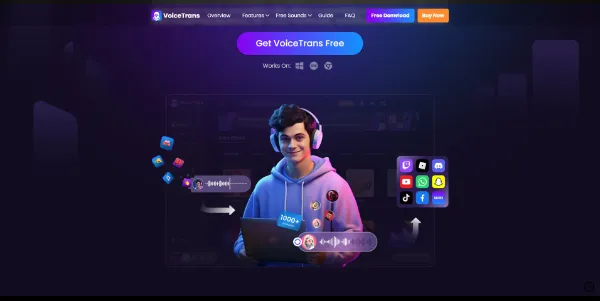 VoiceTrans Overview Features Free Sounds Guide FAQ Free Download Buy Now
Get VoiceTrans Free
Works On:
1000+